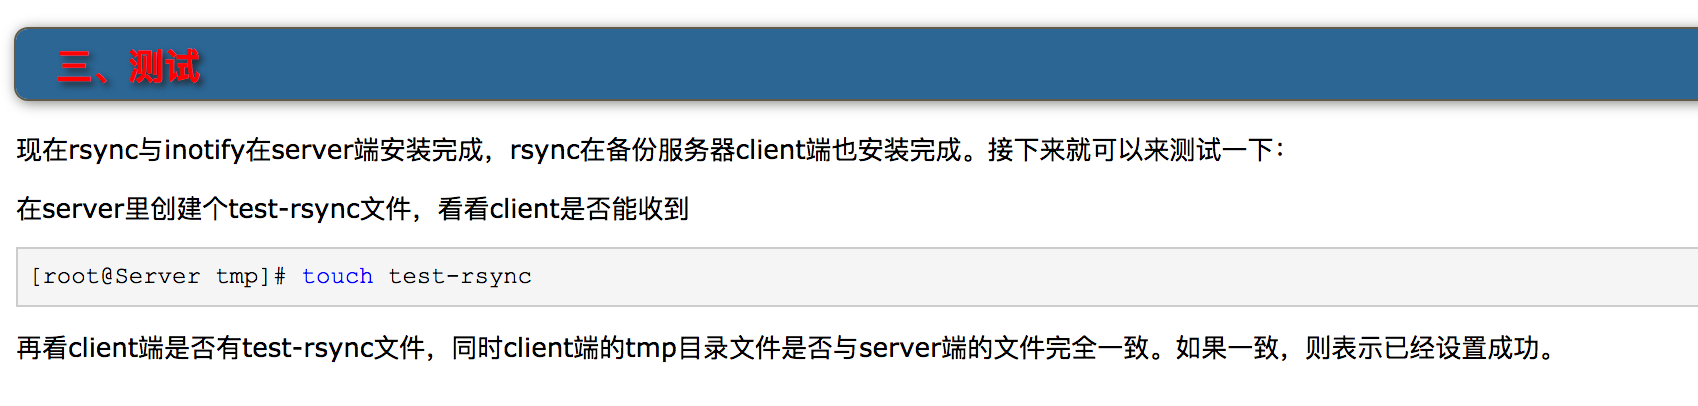 三、测试
现在rsync与inotify在server端安装完成，rsync在备份服务器client端也安装完成。接下来就可以来测试一下：
在server里创建个test-rsync文件，看看client是否能收到
[root@Server tmp]# touch test-rsync
再看client端是否有test-rsync文件，同时client端的tmp目录文件是否与server端的文件完全一致。如果一致，则表示已经设置成功。